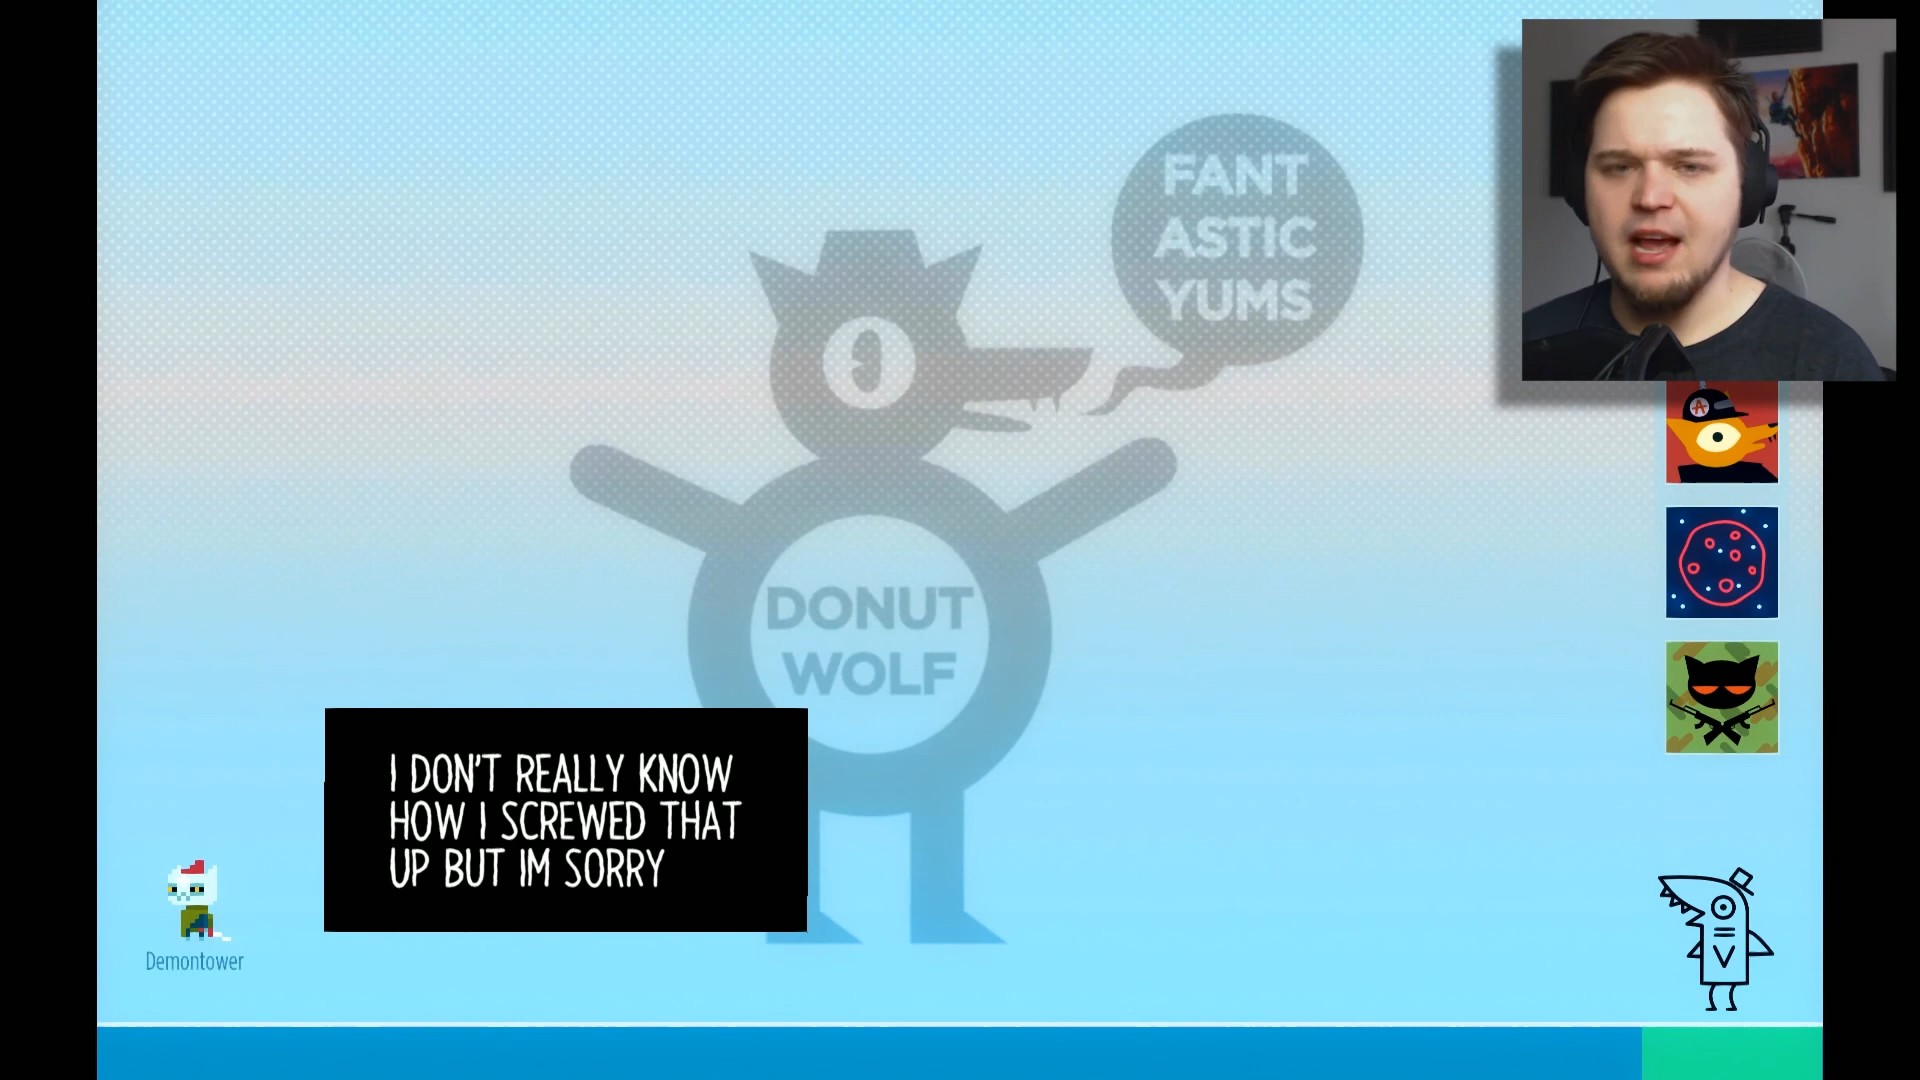 FANT
ASTIC
YUMS
A
DONUT
WOLF
I DON'T REALLY KNOW
HOW I SCREWED THAT
UP BUT IM SORRY
Demontower